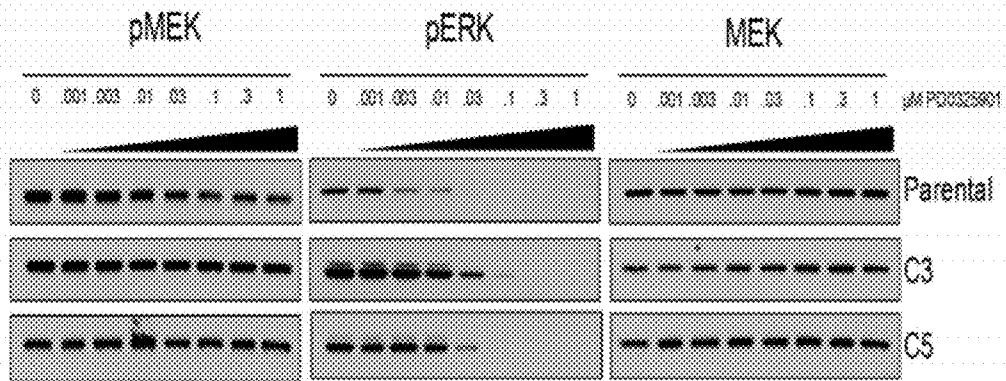 pMEK pERK MEK
0 .001 .003 .01 .03 .1 .3 1 0 .001 .003 .01 .03 .1 .3 1 0 .001 .003 .01 .03 .1 .3 1 µM PD0325901
Parental
C3
C5